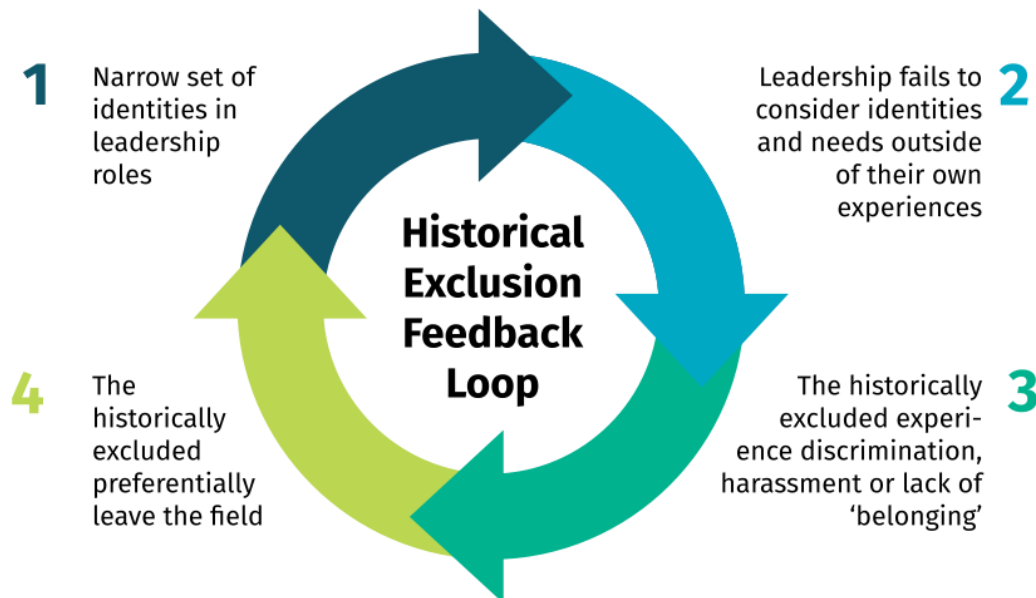 1
Narrow set of
identities in
leadership
roles
2
Leadership fails to
consider identities
and needs outside
of their own
experiences
Historical
Exclusion
Feedback
Loop
3
The historically
excluded experi-
ence discrimination,
harassment or lack of
‘belonging’
4
The
historically
excluded
preferentially
leave the field